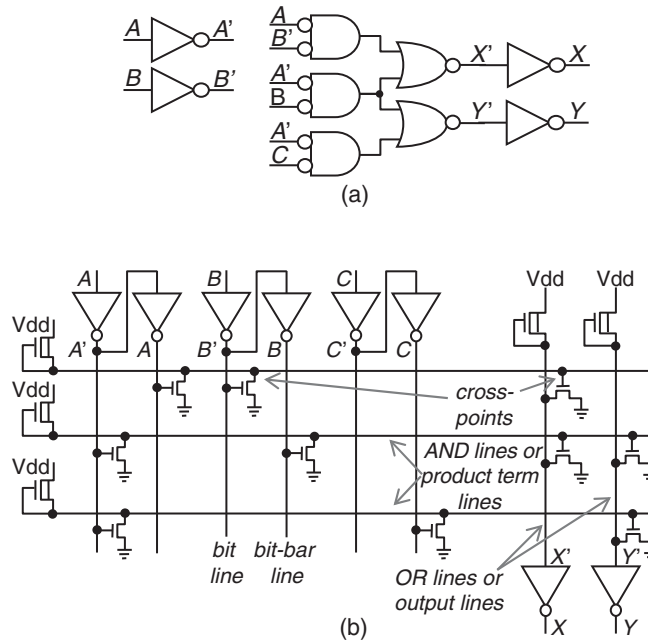 A A'
B B'
A
B'
A'
B
A'
C
X' X
Y' Y
(a)
A B C
Vdd Vdd
Vdd
A' A B' B C' C
Vdd
cross-
points
Vdd
AND lines or
product term
lines
bit
line
bit-bar
line
OR lines or
output lines
X' Y'
X Y
(b)